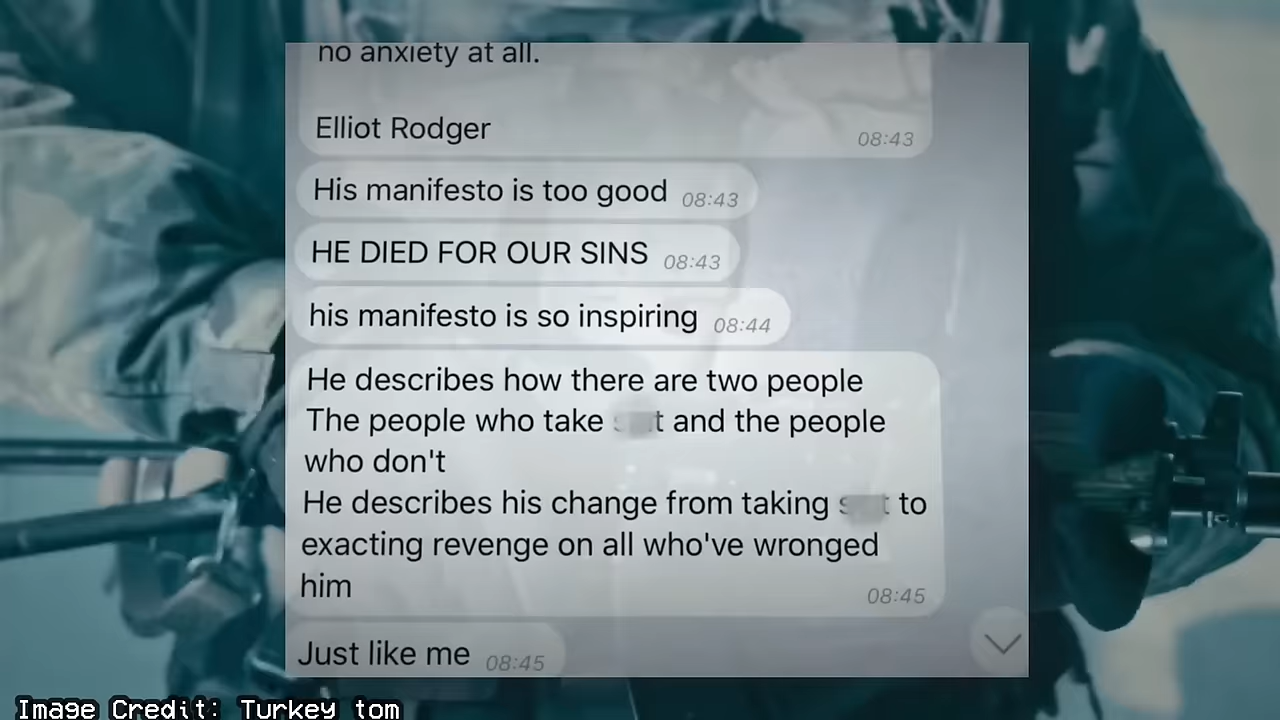 no anxiety at all.
Elliot Rodger
08:43
His manifesto is too good 08:43
HE DIED FOR OUR SINS 08:43
his manifesto is so inspiring 08:44
He describes how there are two people
The people who take and the people
who don't
He describes his change from taking to
exacting revenge on all who've wronged
him
08:45
Just like me 08:45
Image Credit: Turkey tom